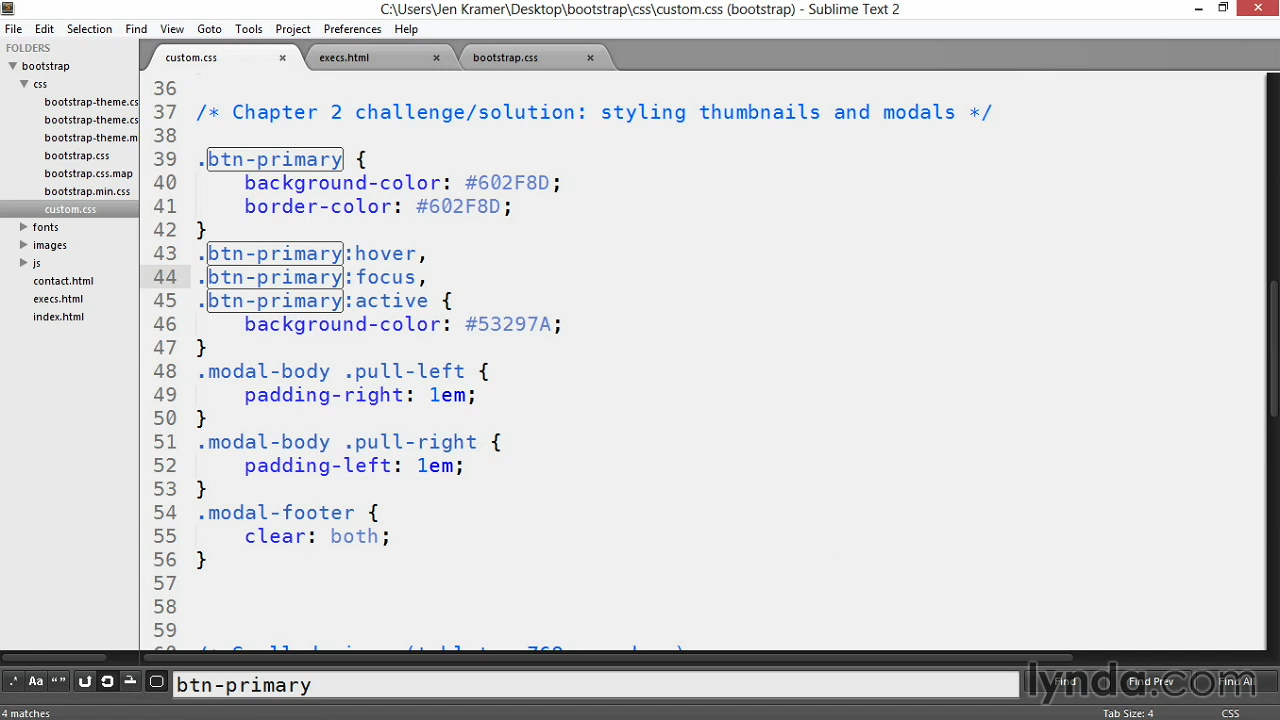 C:\Users\Jen Kramer\Desktop\bootstrap\css\custom.css (bootstrap) - Sublime Text 2
File Edit Selection Find View Goto Tools Project Preferences Help
FOLDERS
bootstrap
css
bootstrap-theme.cs
bootstrap-theme.cs
bootstrap-theme.m
bootstrap.css
bootstrap.css.map
bootstrap.min.css
custom.css
fonts
images
js
contact.html
execs.html
index.html
custom.css × execs.html × bootstrap.css ×
36
37 /* Chapter 2 challenge/solution: styling thumbnails and modals */
38
39 .btn-primary {
40 background-color: #602F8D;
41 border-color: #602F8D;
42 }
43 .btn-primary:hover,
44 .btn-primary:focus,
45 .btn-primary:active {
46 background-color: #53297A;
47 }
48 .modal-body .pull-left {
49 padding-right: 1em;
50 }
51 .modal-body .pull-right {
52 padding-left: 1em;
53 }
54 .modal-footer {
55 clear: both;
56 }
57
58
59
.* Aa “” btn-primary Find Find Prev Find All
lynda.com
4 matches Tab Size: 4 CSS